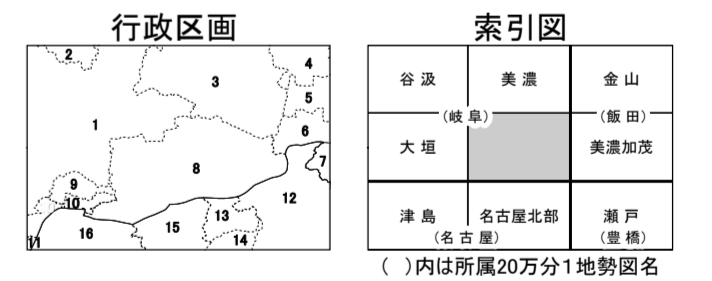 行政区画
2
4
3
5
1
6
7
8
9
12
10
13
15
16
14
11
索引図
谷汲 美濃 金山
(岐阜) (飯田)
大垣 美濃加茂
津島 名古屋北部 瀬戸
(名古屋) (豊橋)
( )内は所属20万分1地勢図名